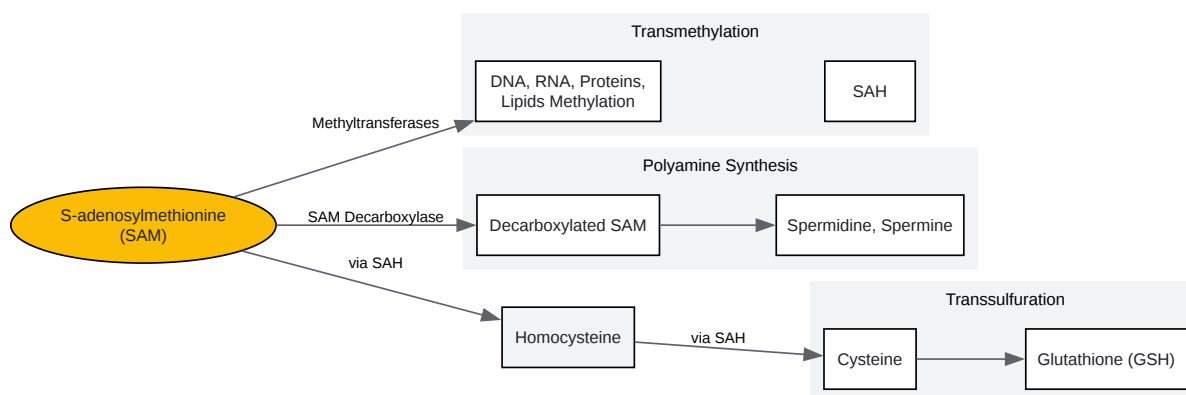 Transmethylation
DNA, RNA, Proteins,
Lipids Methylation
SAH
Methyltransferases
Polyamine Synthesis
S-adenosylmethionine
(SAM)
SAM Decarboxylase
Decarboxylated SAM
Spermidine, Spermine
via SAH
Transsulfuration
Homocysteine
via SAH
Cysteine
Glutathione (GSH)